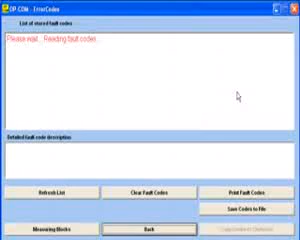 OP-COM - ErrorCodes
List of stored fault codes
Please wait... Reading fault codes...
Detailed fault code description
Refresh List
Clear Fault Codes
Print Fault Codes
Save Codes to File
Measuring Blocks
Back